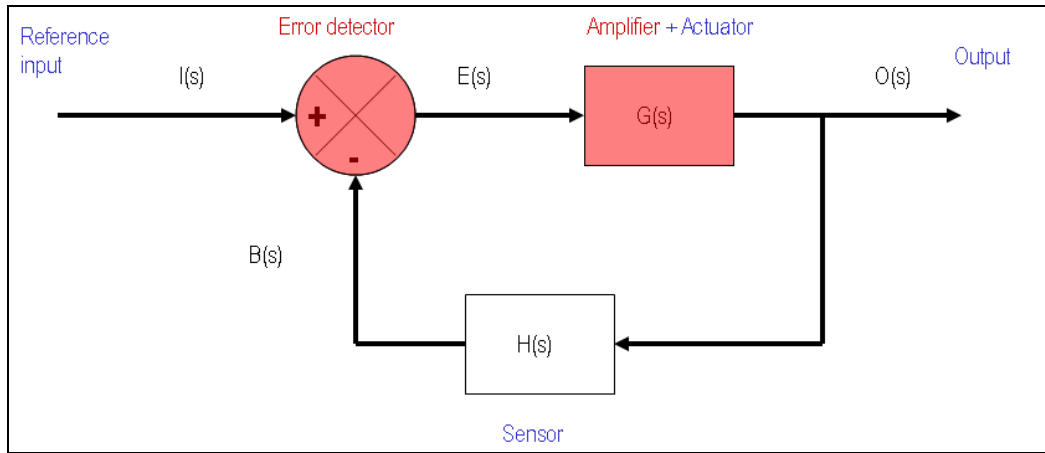 Reference
input
Error detector
Amplifier + Actuator
Output
I(s)
E(s)
O(s)
+
-
G(s)
B(s)
H(s)
Sensor